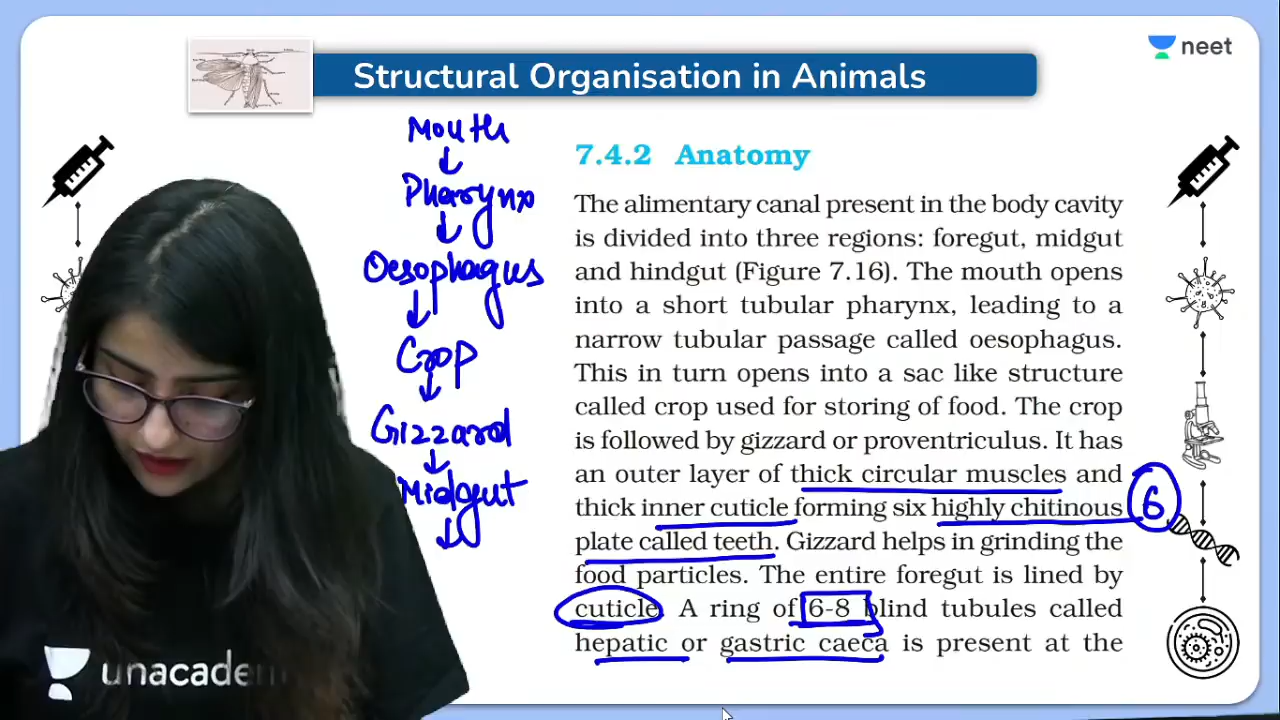 neet
Structural Organisation in Animals
Mouth
Pharynx
Oesophagus
Crop
Gizzard
Midgut
7.4.2 Anatomy
The alimentary canal present in the body cavity
is divided into three regions: foregut, midgut
and hindgut (Figure 7.16). The mouth opens
into a short tubular pharynx, leading to a
narrow tubular passage called oesophagus.
This in turn opens into a sac like structure
called crop used for storing of food. The crop
is followed by gizzard or proventriculus. It has
an outer layer of thick circular muscles and
thick inner cuticle forming six highly chitinous
6
plate called teeth. Gizzard helps in grinding the
food particles. The entire foregut is lined by
cuticle. A ring of 6-8 blind tubules called
hepatic or gastric caeca is present at the
unacademy